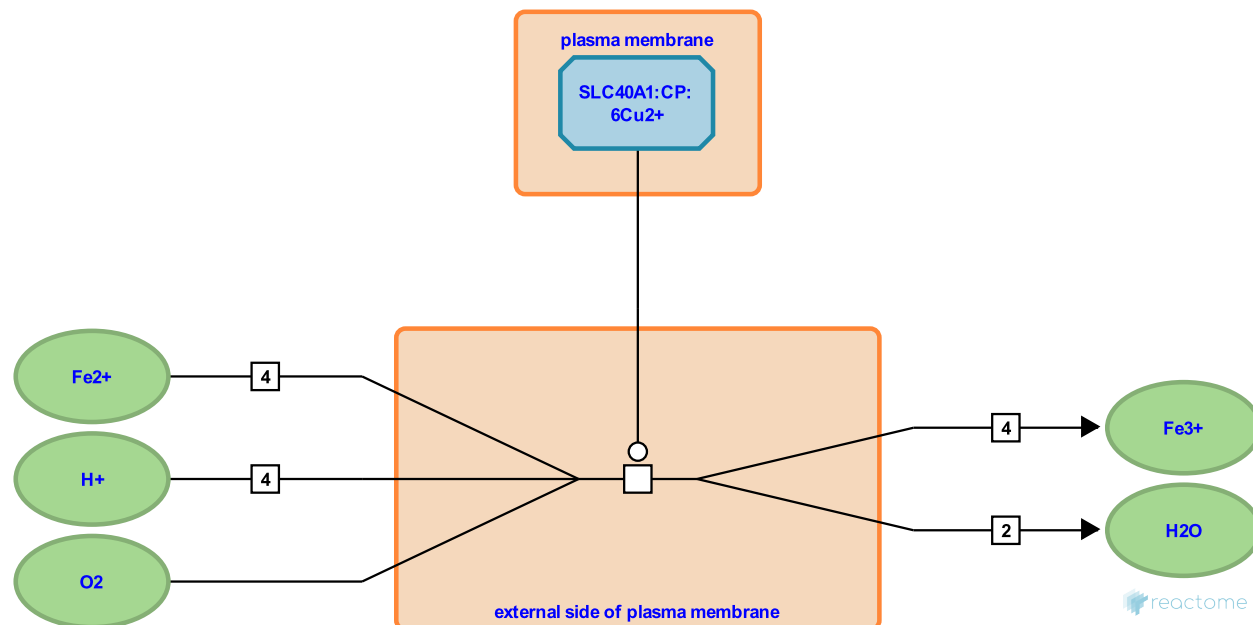 plasma membrane
SLC40A1:CP:
6Cu2+
Fe2+
4
H+
4
O2
4
Fe3+
2
H2O
external side of plasma membrane
reactome